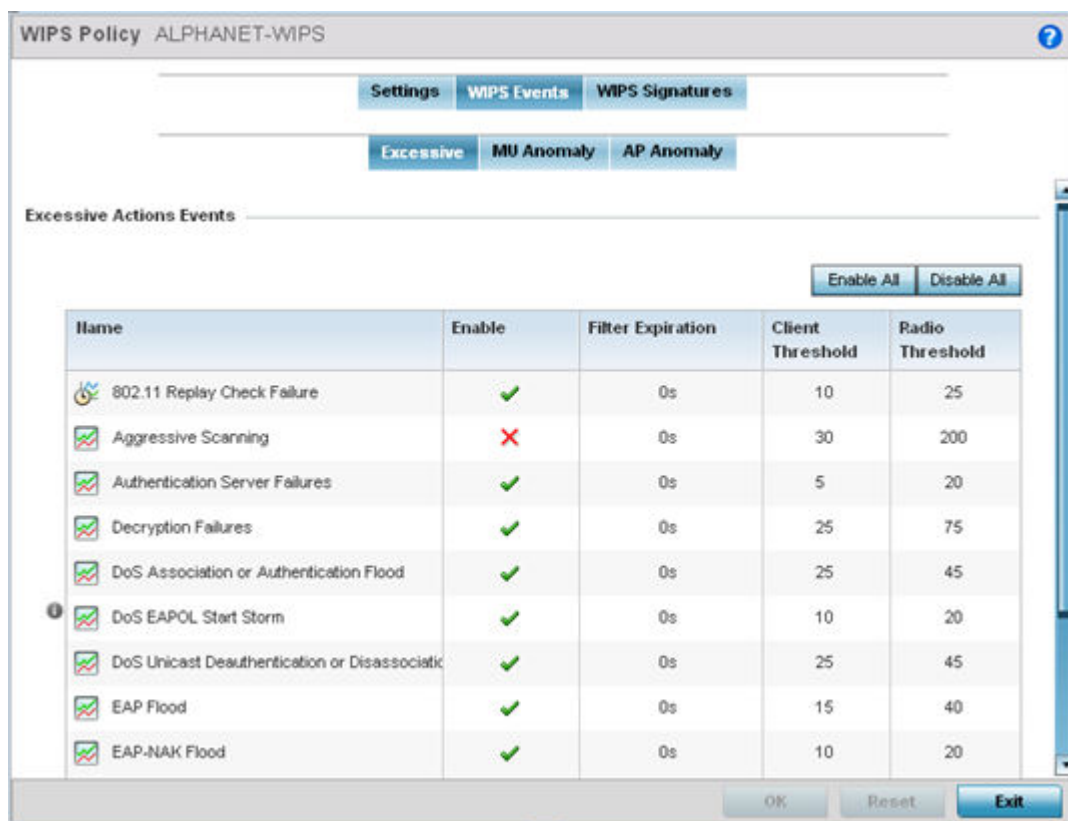 WIPS Policy ALPHANET-WIPS ?
Settings WIPS Events WIPS Signatures
Excessive MU Anomaly AP Anomaly
Excessive Actions Events
Enable All Disable All
Name Enable Filter Expiration Client Threshold Radio Threshold
802.11 Replay Check Failure 0s 10 25
Aggressive Scanning 0s 30 200
Authentication Server Failures 0s 5 20
Decryption Failures 0s 25 75
DoS Association or Authentication Flood 0s 25 45
DoS EAPOL Start Storm 0s 10 20
DoS Unicast Deauthentication or Disassociatic 0s 25 45
EAP Flood 0s 15 40
EAP-NAK Flood 0s 10 20
OK Reset Exit